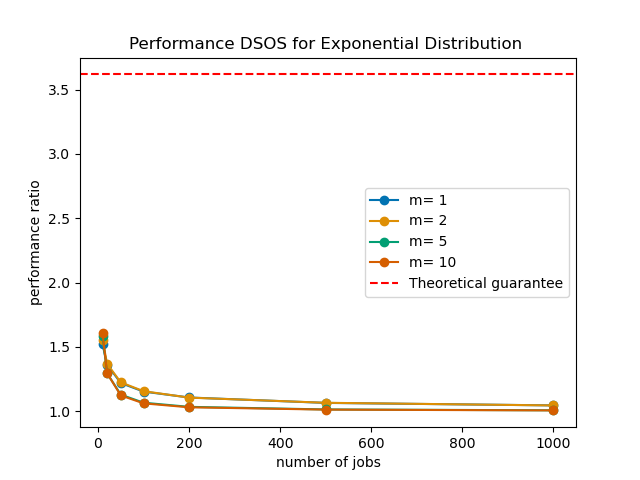 Performance DSOS for Exponential Distribution
3.5
3.0
2.5
2.0
1.5
1.0
performance ratio
m= 1
m= 2
m= 5
m= 10
Theoretical guarantee
0 200 400 600 800 1000
number of jobs